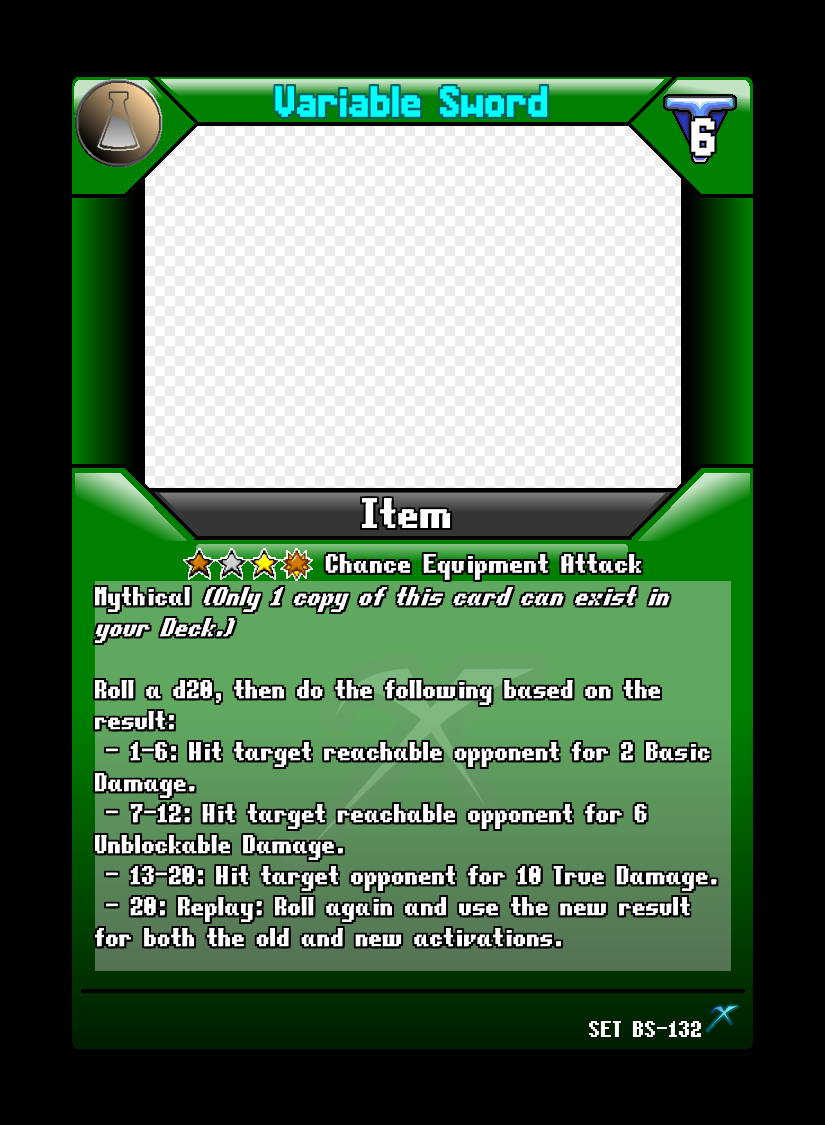 Variable Sword
6
Item
Chance Equipment Attack
Mythical (Only 1 copy of this card can exist in
your Deck.)
Roll a d20, then do the following based on the
result:
- 1-6: Hit target reachable opponent for 2 Basic
Damage.
- 7-12: Hit target reachable opponent for 6
Unblockable Damage.
- 13-20: Hit target opponent for 10 True Damage.
- 20: Replay: Roll again and use the new result
for both the old and new activations.
SET BS-132